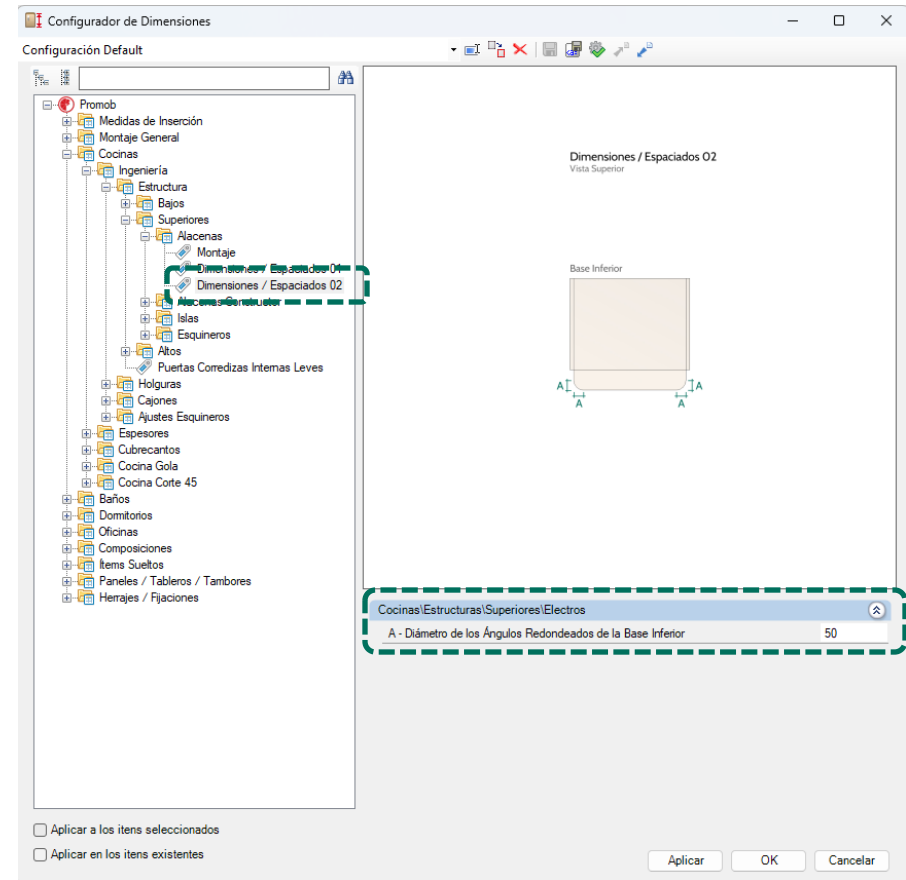 Configurador de Dimensiones
Configuración Default
Promob
Medidas de Inserción
Montaje General
Cocinas
Ingeniería
Estructura
Bajos
Superiores
Alacenas
Montaje
Dimensiones / Espaciados 01
Dimensiones / Espaciados 02
Alacenas Constructor
Islas
Esquineros
Altos
Puertas Corredizas Internas Leves
Holguras
Cajones
Ajustes Esquineros
Espesores
Cubrecantos
Cocina Gola
Cocina Corte 45
Baños
Dormitorios
Oficinas
Composiciones
Ítems Sueltos
Paneles / Tableros / Tambores
Herrajes / Fijaciones
Dimensiones / Espaciados 02
Vista Superior
Base Inferior
A A
A A
Cocinas\Estructuras\Superiores\Electros
A - Diámetro de los Ángulos Redondeados de la Base Inferior 50
Aplicar a los itens seleccionados
Aplicar en los itens existentes
Aplicar OK Cancelar